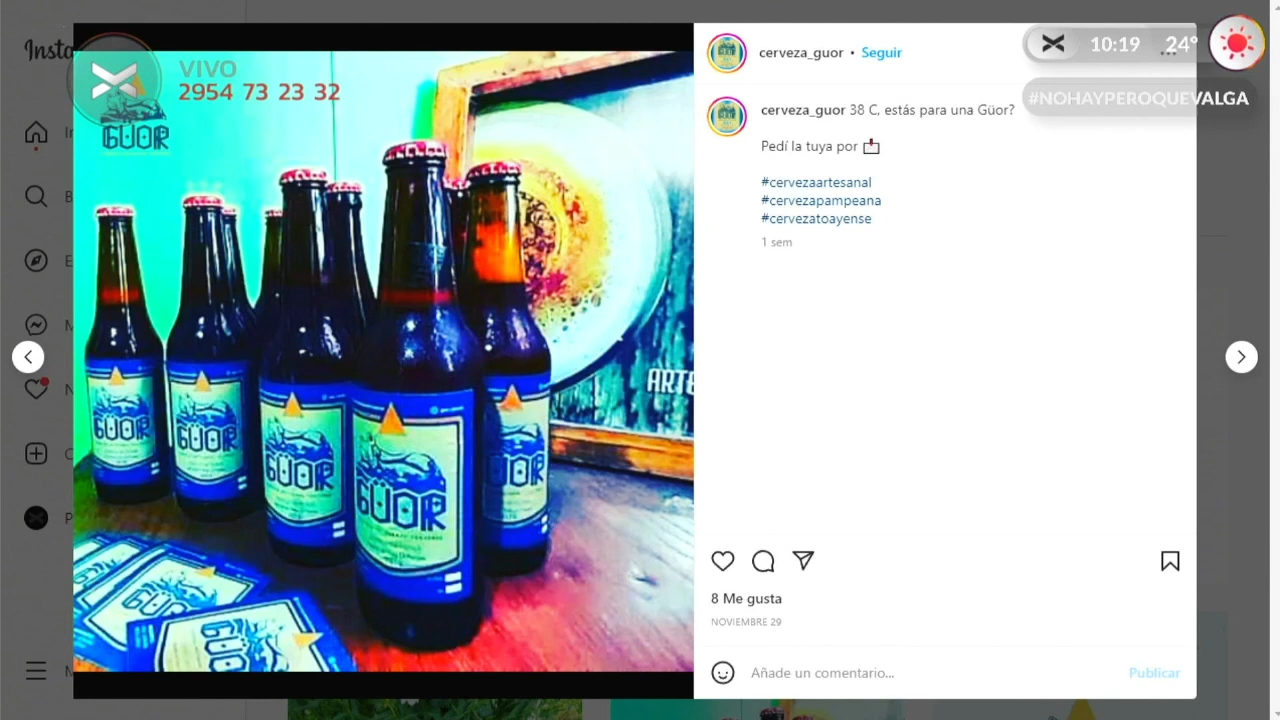 Insta
VIVO
2954 73 23 32
GÜOR
GÜOR
GÜOR
GÜOR
GÜOR
GÜOR
GÜOR
GÜOR
ARTE
cerveza_guor • Seguir
10:19 24°
#NOHAYPEROQUEVALGA
cerveza_guor 38 C, estás para una Güor?
Pedí la tuya por
#cervezaartesanal
#cervezapampeana
#cervezatoayense
1 sem
8 Me gusta
NOVIEMBRE 29
Añade un comentario...
Publicar